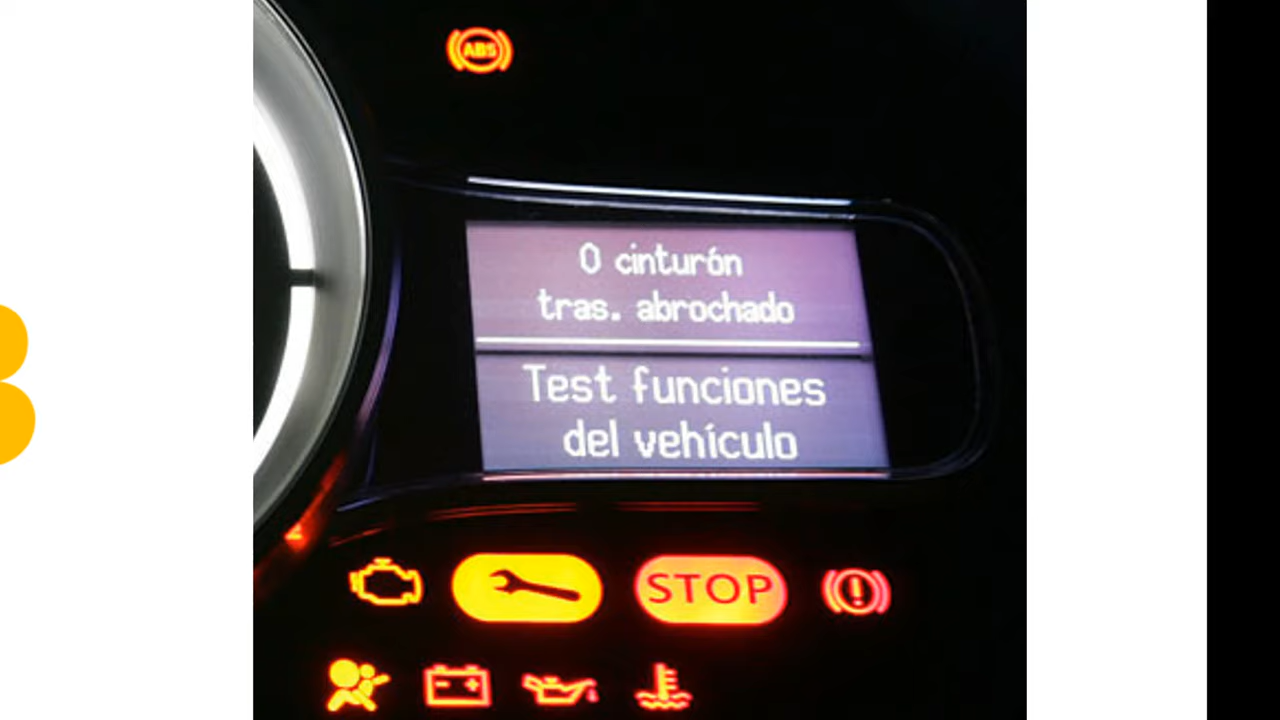 ABS
0 cinturón
tras. abrochado
Test funciones
del vehículo
STOP